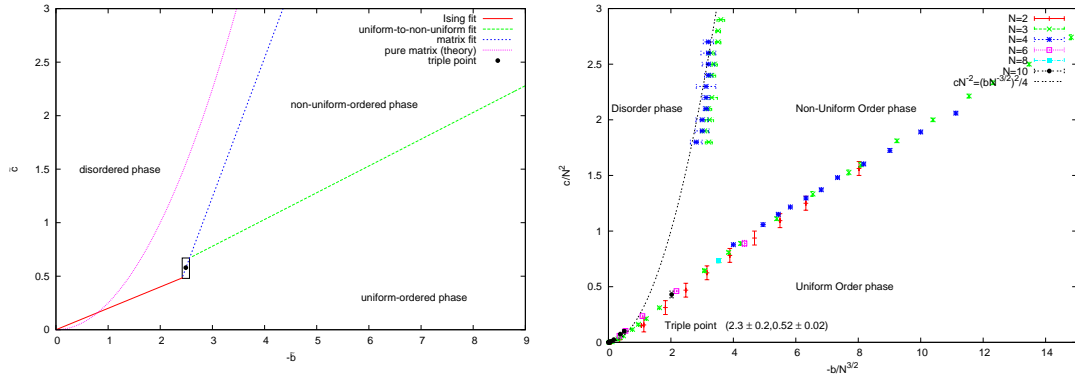 3
2.5
2
1.5
1
0.5
0
0 1 2 3 4 5 6 7 8 9
c̄
-b̄
Ising fit
uniform-to-non-uniform fit
matrix fit
pure matrix (theory)
triple point
non-uniform-ordered phase
disordered phase
uniform-ordered phase
3
2.5
2
1.5
1
0.5
0
0 2 4 6 8 10 12 14
c/N²
-b/N^{3/2}
N=2
N=3
N=4
N=6
N=8
N=10
cN⁻²=(bN^{-3/2})²/4
Disorder phase
Non-Uniform Order phase
Uniform Order phase
Triple point (2.3 ± 0.2,0.52 ± 0.02)